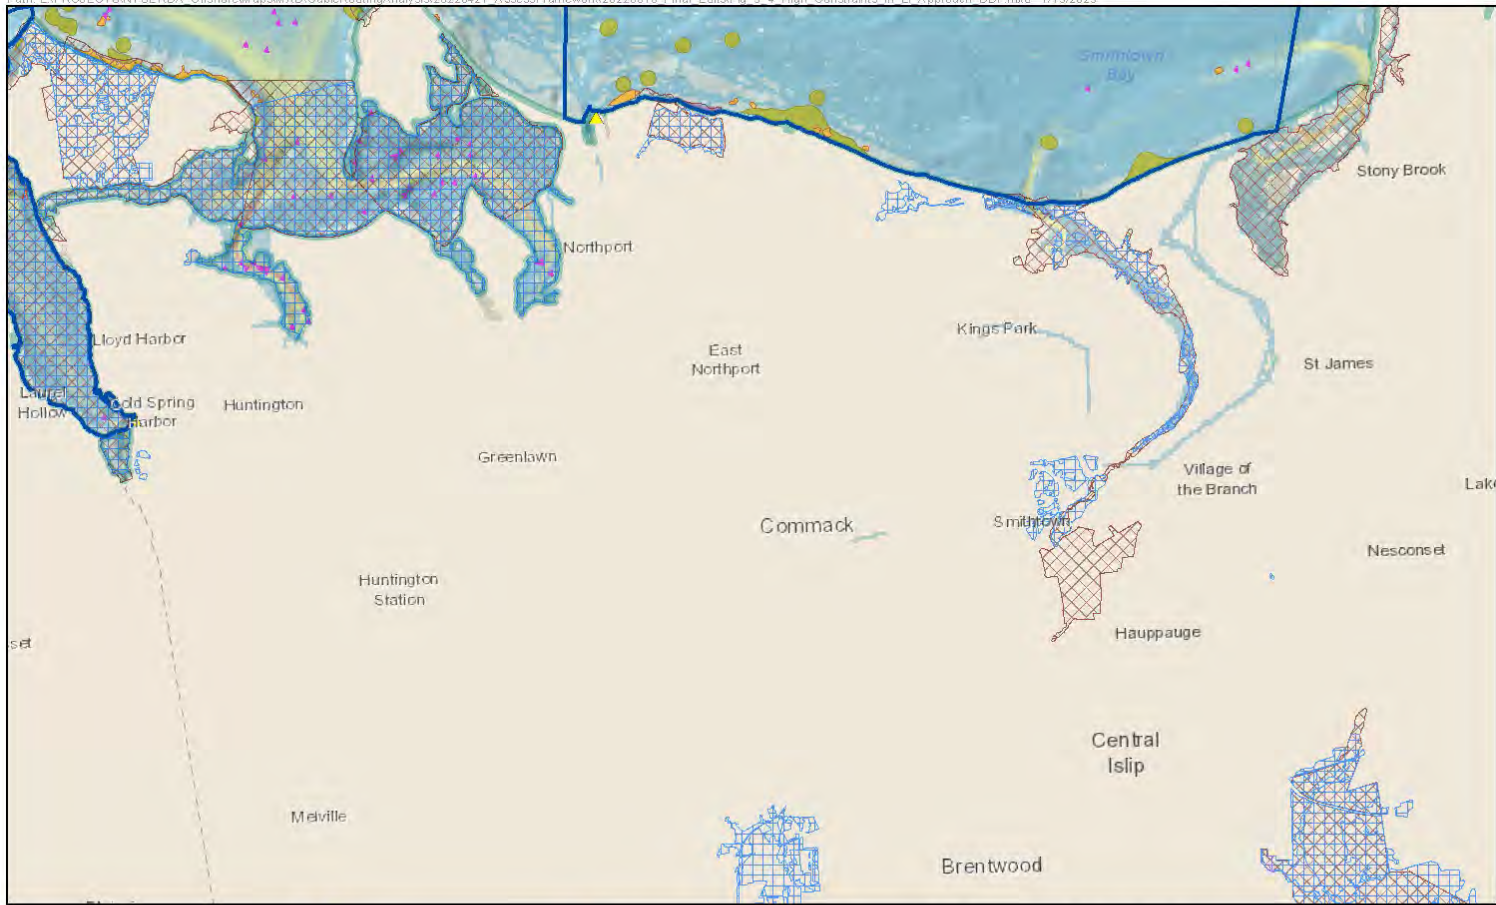 Smithtown
Bay
Stony Brook
Northport
Kings Park
Lloyd Harbor
East
Northport
St James
Laurel
Hollow
Cold Spring
Harbor
Huntington
Greenlawn
Village of
the Branch
Commack
Smithtown
Nesconset
Huntington
Station
Hauppauge
Central
Islip
Melville
Brentwood